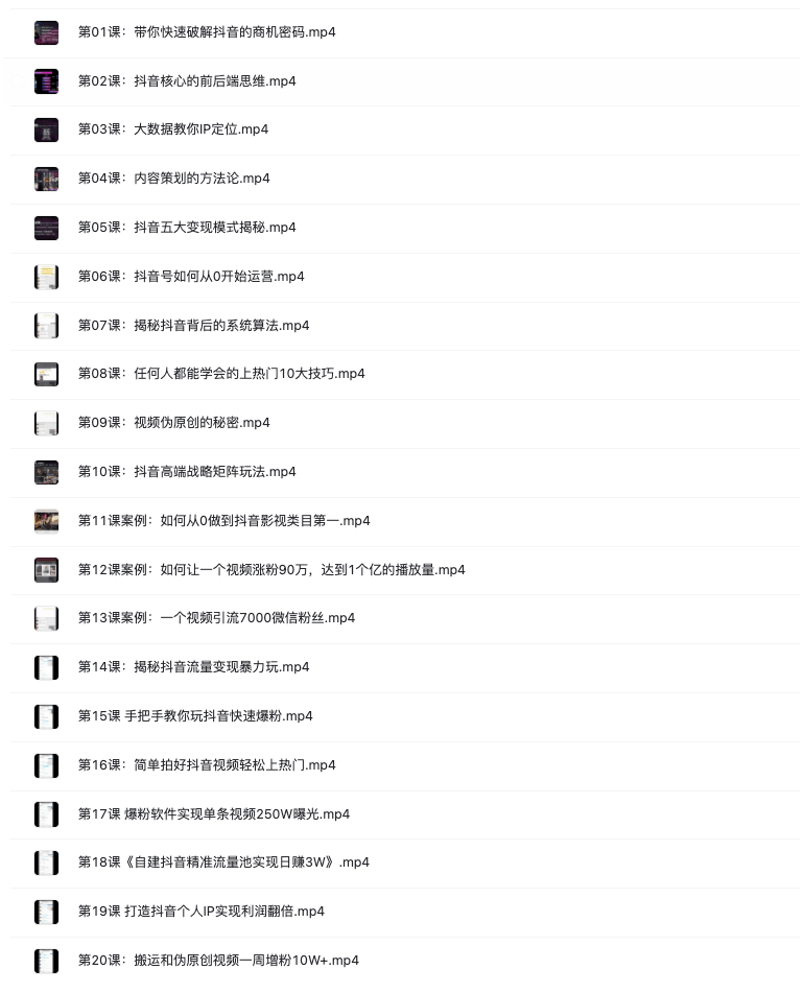 第01课：带你快速破解抖音的商机密码.mp4
第02课：抖音核心的前后端思维.mp4
第03课：大数据教你IP定位.mp4
第04课：内容策划的方法论.mp4
第05课：抖音五大变现模式揭秘.mp4
第06课：抖音号如何从0开始运营.mp4
第07课：揭秘抖音背后的系统算法.mp4
第08课：任何人都能学会的上热门10大技巧.mp4
第09课：视频伪原创的秘密.mp4
第10课：抖音高端战略矩阵玩法.mp4
第11课案例：如何从0做到抖音影视类目第一.mp4
第12课案例：如何让一个视频涨粉90万，达到1个亿的播放量.mp4
第13课案例：一个视频引流7000微信粉丝.mp4
第14课：揭秘抖音流量变现暴力玩.mp4
第15课 手把手教你玩抖音快速爆粉.mp4
第16课：简单拍好抖音视频轻松上热门.mp4
第17课 爆粉软件实现单条视频250W曝光.mp4
第18课《自建抖音精准流量池实现日赚3W》.mp4
第19课 打造抖音个人IP实现利润翻倍.mp4
第20课：搬运和伪原创视频一周增粉10W+.mp4